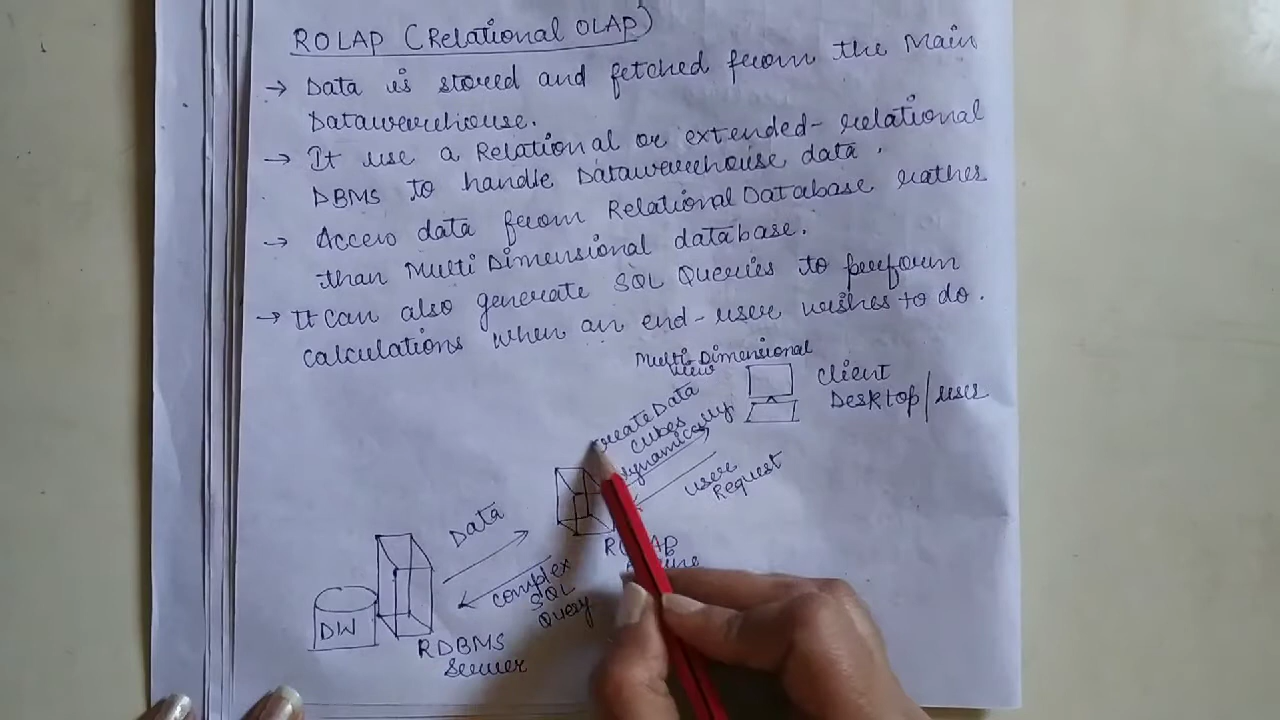 ROLAP (Relational OLAP)
→ Data is stored and fetched from the Main
Datawarehouse.
→ It use a Relational or extended-relational
DBMS to handle Datawarehouse data.
→ Access data from Relational Database rather
than Multi Dimensional database.
→ It can also generate SQL Queries to perform
calculations when an end-user wishes to do.
Multi Dimensional
view
Client
Desktop/user
Create Data
cubes
dynamically
user
Request
Data
complex
SQL
Query
ROLAP
DW
RDBMS
Server